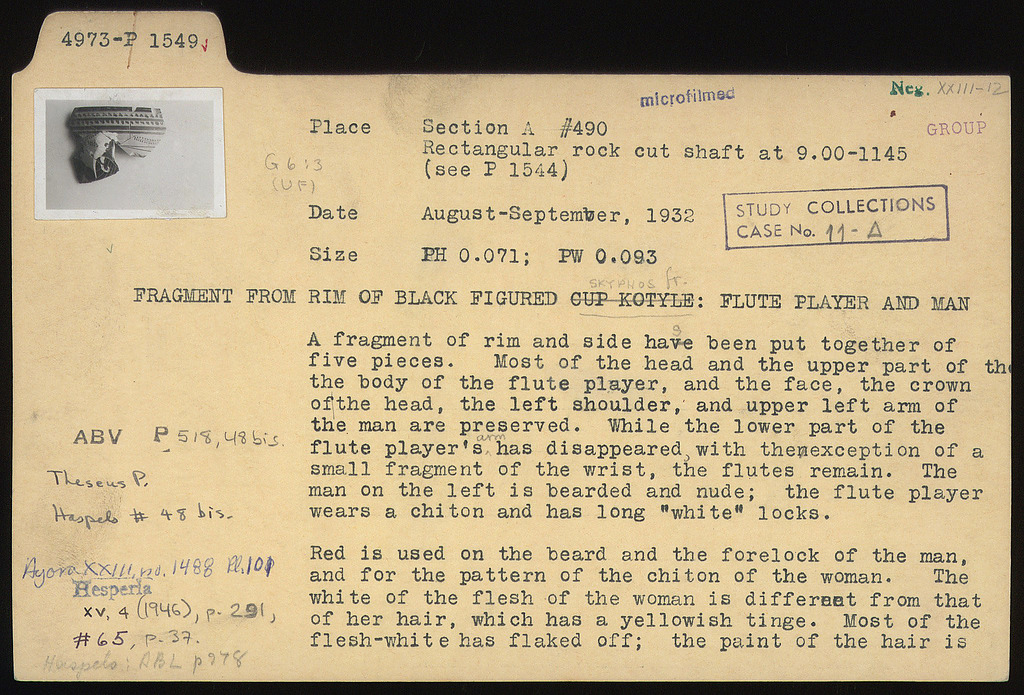 4973-P 1549
microfilmed
Neg. XXIII-12
GROUP
Place Section A #490
Rectangular rock cut shaft at 9.00-1145
(see P 1544)
G 6:3
(UF)
Date August-September, 1932
STUDY COLLECTIONS
CASE No. 11-Δ
Size PH 0.071; PW 0.093
SKYPHOS fr.
FRAGMENT FROM RIM OF BLACK FIGURED CUP KOTYLE: FLUTE PLAYER AND MAN
A fragment of rim and side has been put together of
five pieces. Most of the head and the upper part of the
the body of the flute player, and the face, the crown
ofthe head, the left shoulder, and upper left arm of
the man are preserved. While the lower part of the
flute player's arm has disappeared, with the exception of a
small fragment of the wrist, the flutes remain. The
man on the left is bearded and nude; the flute player
wears a chiton and has long "white" locks.
Red is used on the beard and the forelock of the man,
and for the pattern of the chiton of the woman. The
white of the flesh of the woman is different from that
of her hair, which has a yellowish tinge. Most of the
flesh-white has flaked off; the paint of the hair is
ABV P 518, 48 bis.
Theseus P.
Haspels # 48 bis.
Agora XXIII, no. 1488 Pl. 101
Hesperia
XV, 4 (1946), p. 291,
#65, p. 37.
Haspels: ABL p